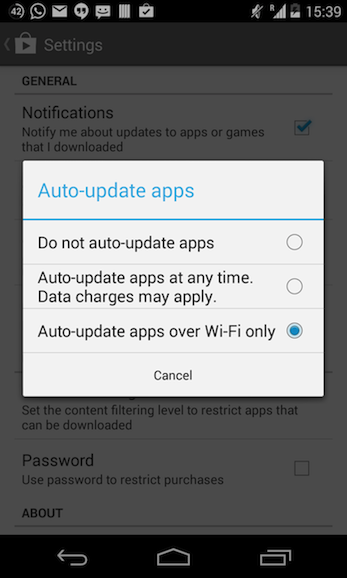 42 R 15:39
Settings
GENERAL
Notifications
Notify me about updates to apps or games
that I downloaded
Auto-update apps
Do not auto-update apps
Auto-update apps at any time.
Data charges may apply.
Auto-update apps over Wi-Fi only
Cancel
Set the content filtering level to restrict apps that
can be downloaded
Password
Use password to restrict purchases
ABOUT